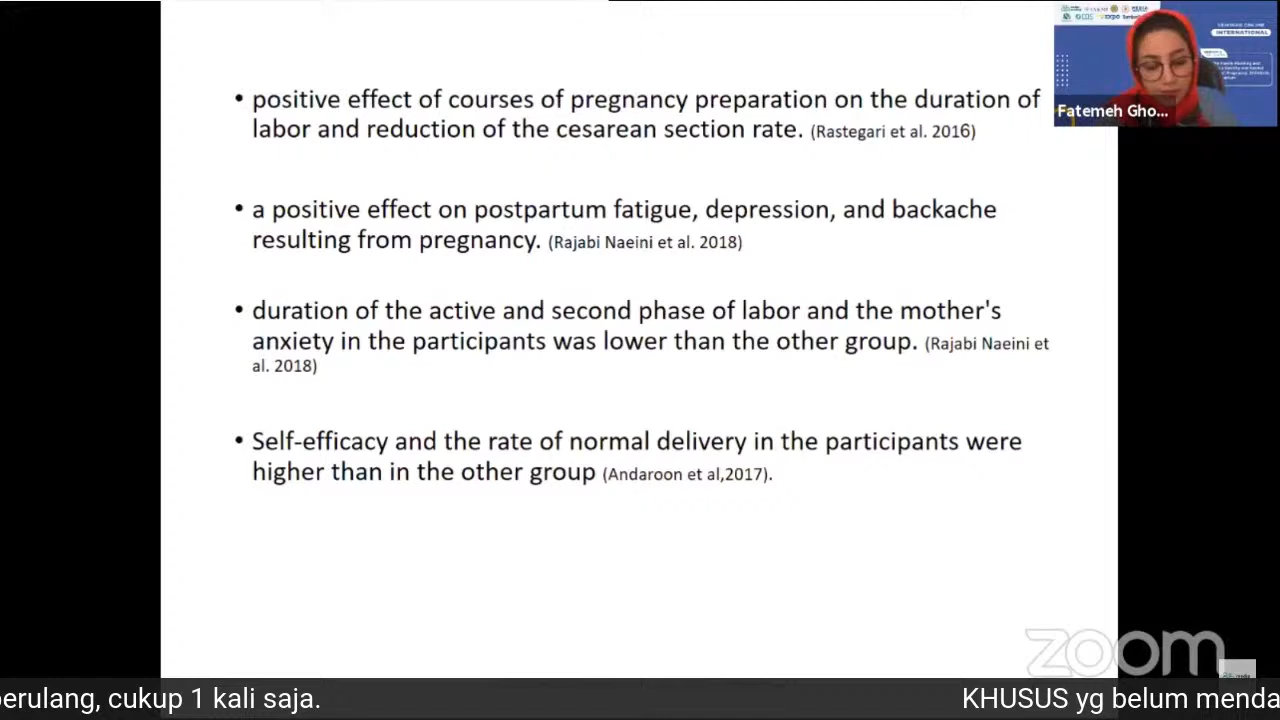 • positive effect of courses of pregnancy preparation on the duration of
labor and reduction of the cesarean section rate. (Rastegari et al. 2016)
• a positive effect on postpartum fatigue, depression, and backache
resulting from pregnancy. (Rajabi Naeini et al. 2018)
• duration of the active and second phase of labor and the mother's
anxiety in the participants was lower than the other group. (Rajabi Naeini et
al. 2018)
• Self-efficacy and the rate of normal delivery in the participants were
higher than in the other group (Andaroon et al,2017).
INTERNATIONAL
Fatemeh Gho...
zoom
berulang, cukup 1 kali saja.
KHUSUS yg belum menda